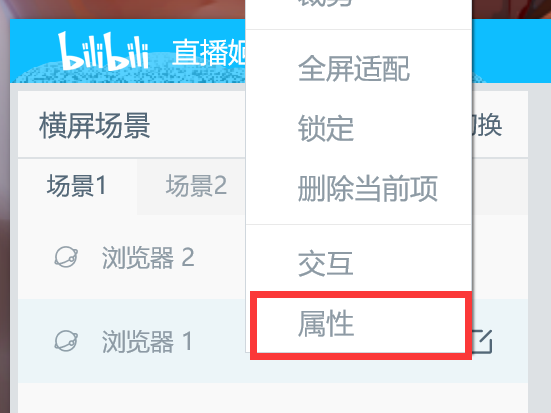 裁剪
bilibili 直播姬
全屏适配
横屏场景
切换
锁定
场景1 场景2
删除当前项
浏览器 2
交互
属性
浏览器 1